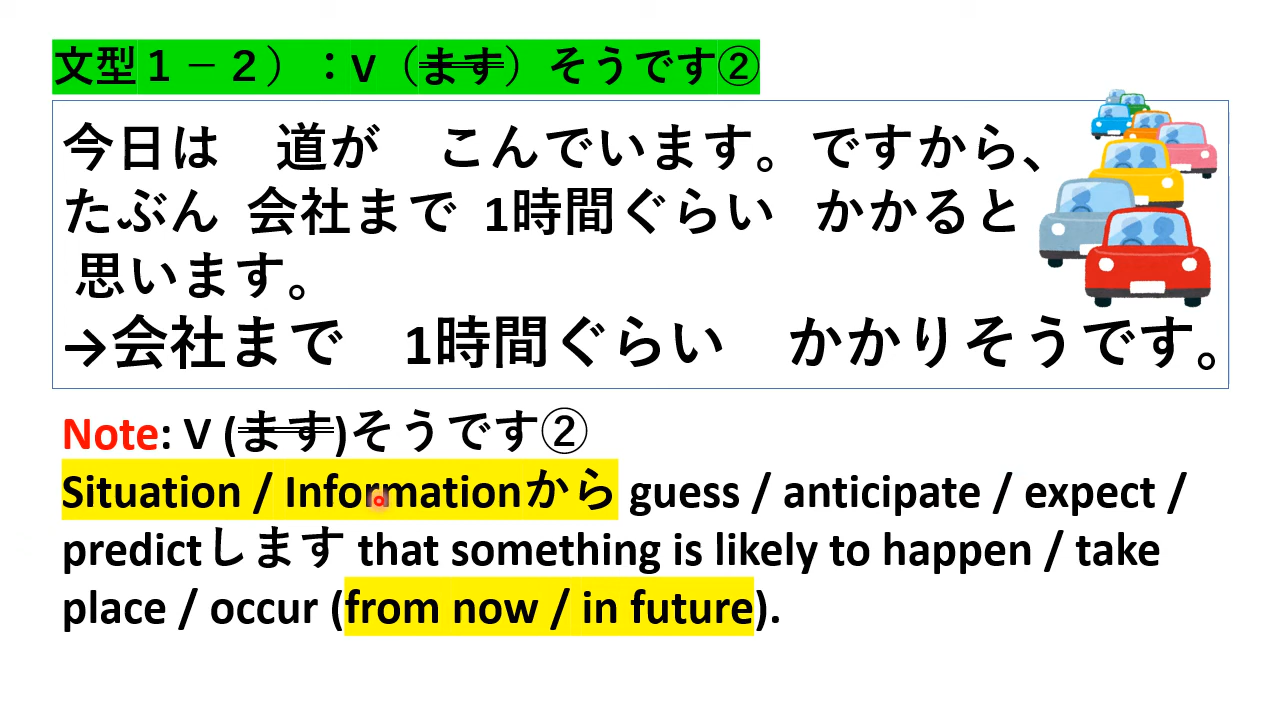 文型１－２）：V（ます）そうです②
今日は　道が　こんでいます。ですから、
たぶん 会社まで 1時間ぐらい かかると
思います。
→会社まで　1時間ぐらい　かかりそうです。
Note: V (ます)そうです②
Situation / Informationから guess / anticipate / expect /
predictします that something is likely to happen / take
place / occur (from now / in future).